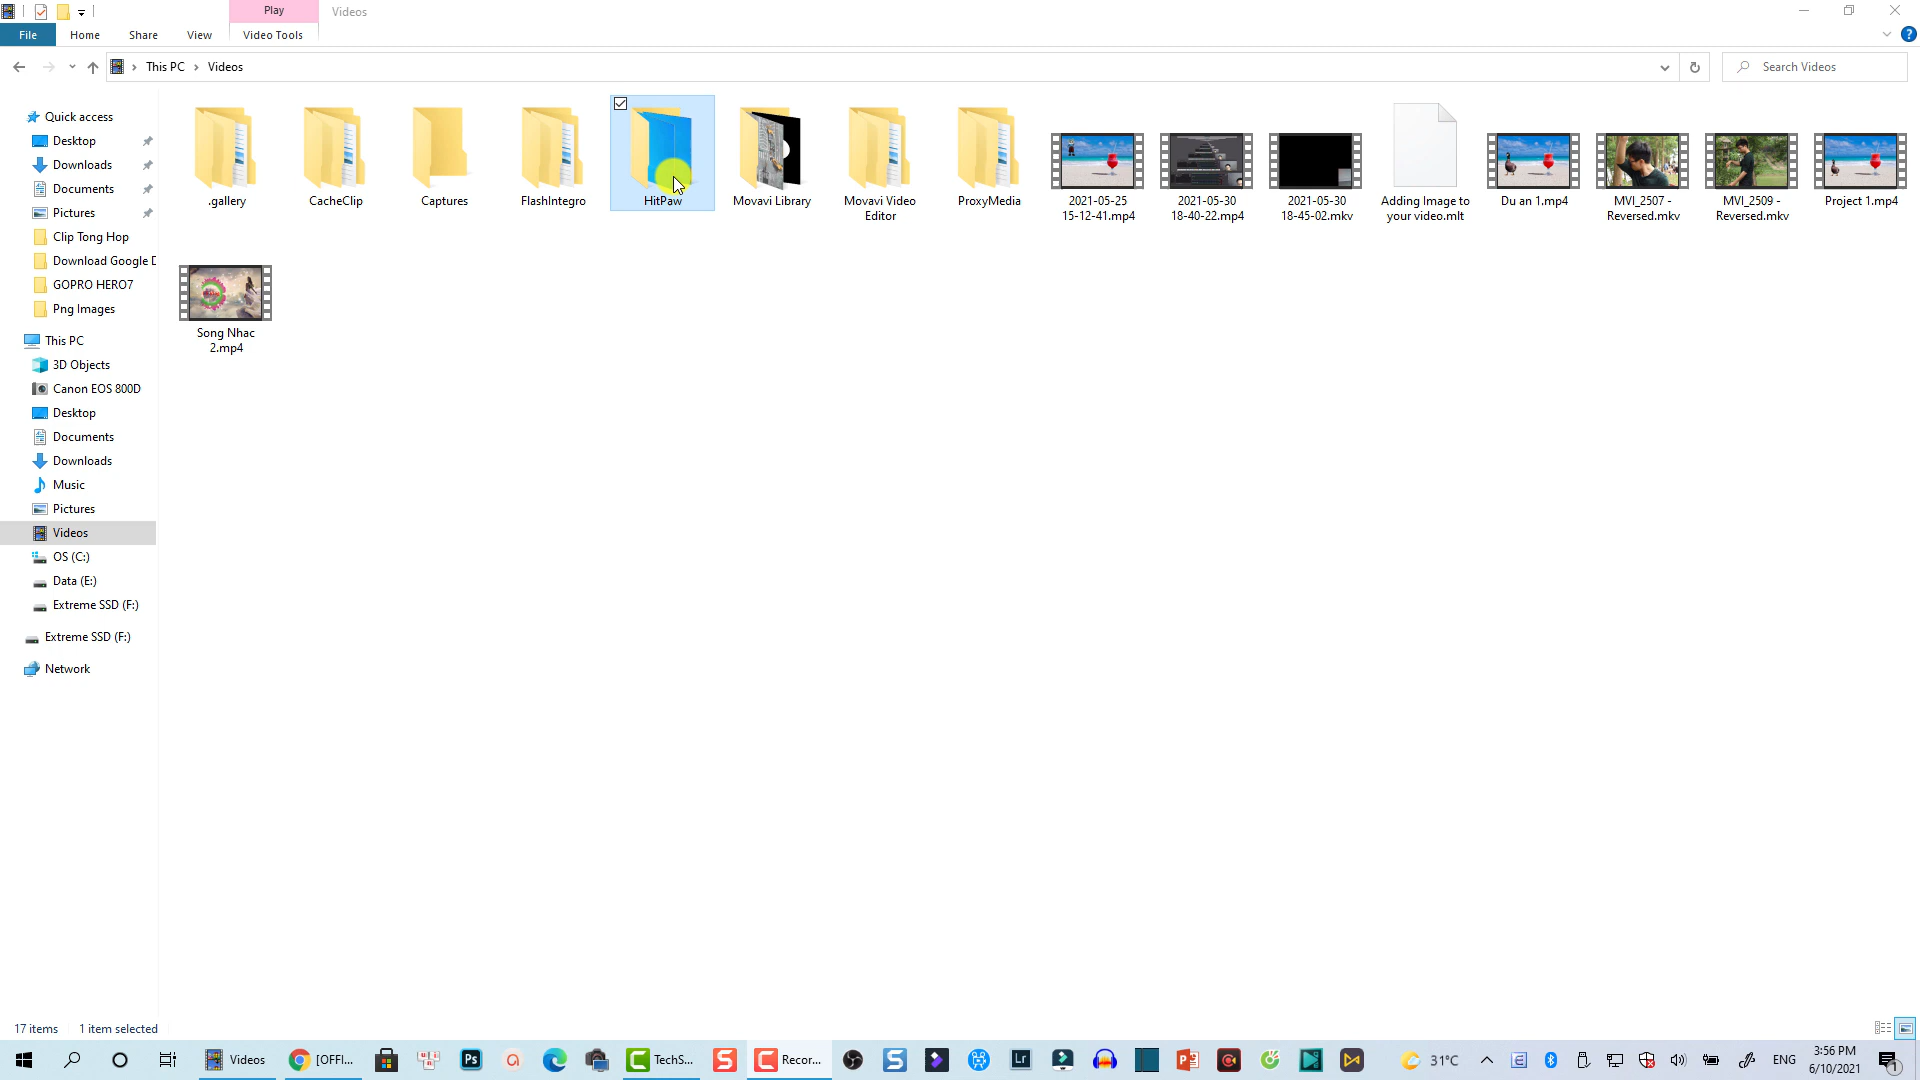 Play
Videos
File
Home
Share
View
Video Tools
This PC
Videos
Search Videos
Quick access
Desktop
Downloads
Documents
Pictures
Clip Tong Hop
Download Google D
GOPRO HERO7
Png Images
This PC
3D Objects
Canon EOS 800D
Desktop
Documents
Downloads
Music
Pictures
Videos
OS (C:)
Data (E:)
Extreme SSD (F:)
Extreme SSD (F:)
Network
.gallery
CacheClip
Captures
FlashIntegro
HitPaw
Movavi Library
Movavi Video
Editor
ProxyMedia
2021-05-25
15-12-41.mp4
2021-05-30
18-40-22.mp4
2021-05-30
18-45-02.mkv
Adding Image to
your video.mlt
Du an 1.mp4
MVI_2507 -
Reversed.mkv
MVI_2509 -
Reversed.mkv
Project 1.mp4
Song Nhac
2.mp4
17 items
1 item selected
Videos
[OFFI...
Ps
TechS...
Recor...
Lr
31°C
ENG
3:56 PM
6/10/2021
1